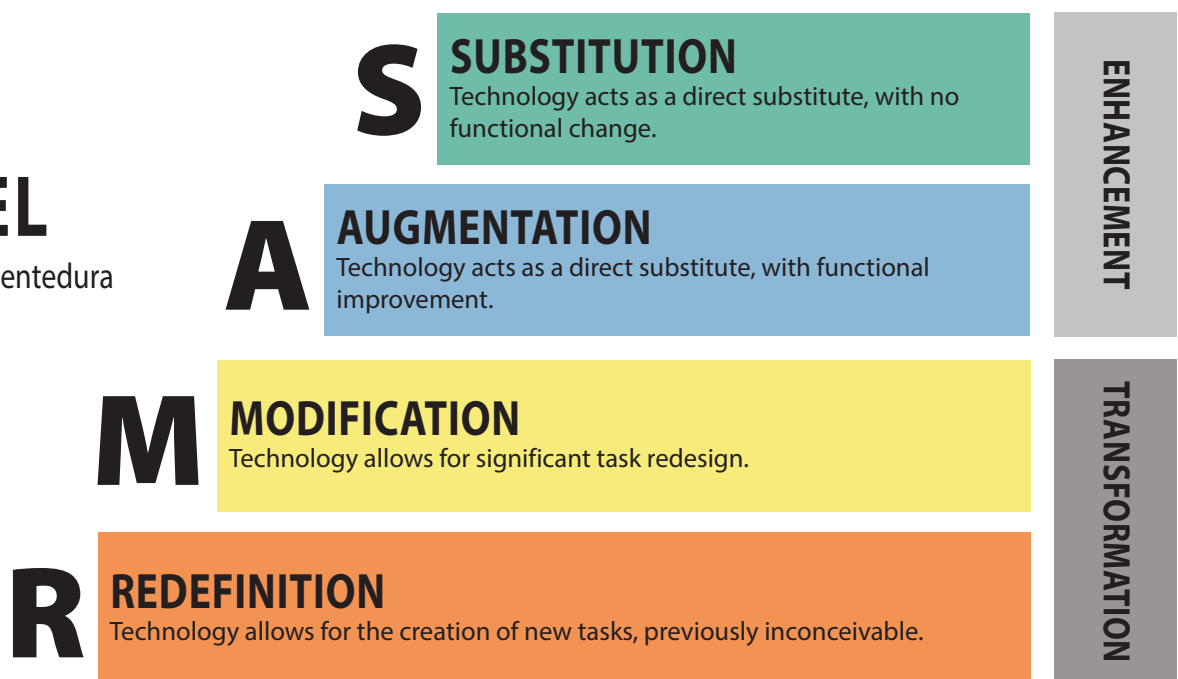 S
SUBSTITUTION
Technology acts as a direct substitute, with no
functional change.
ENHANCEMENT
EL
entedura
A
AUGMENTATION
Technology acts as a direct substitute, with functional
improvement.
M
MODIFICATION
Technology allows for significant task redesign.
TRANSFORMATION
R
REDEFINITION
Technology allows for the creation of new tasks, previously inconceivable.